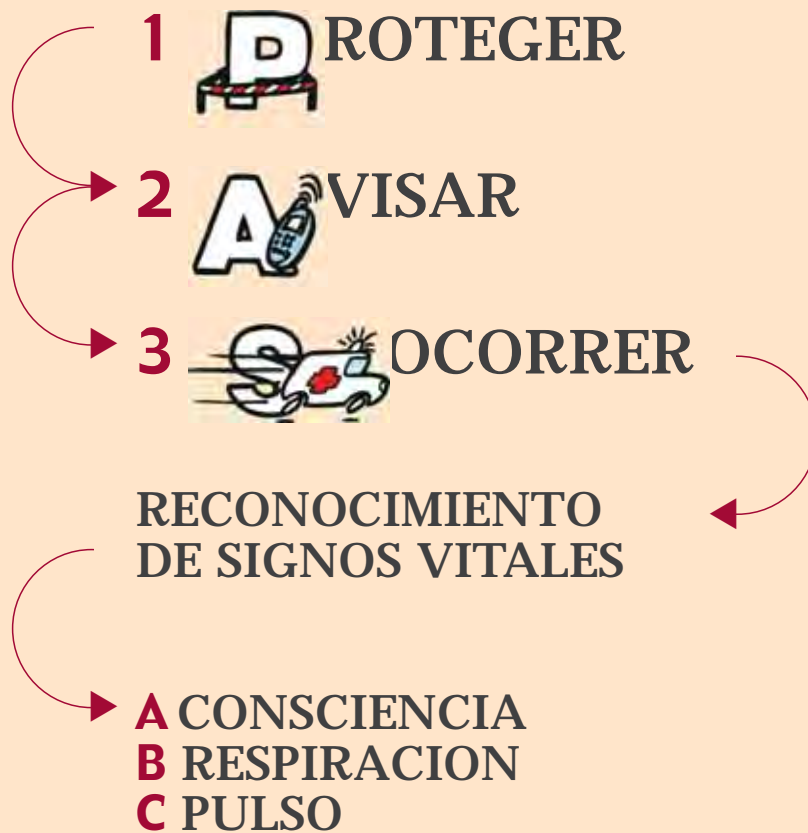 1 PROTEGER
2 AVISAR
3 SOCORRER
RECONOCIMIENTO
DE SIGNOS VITALES
A CONSCIENCIA
B RESPIRACION
C PULSO